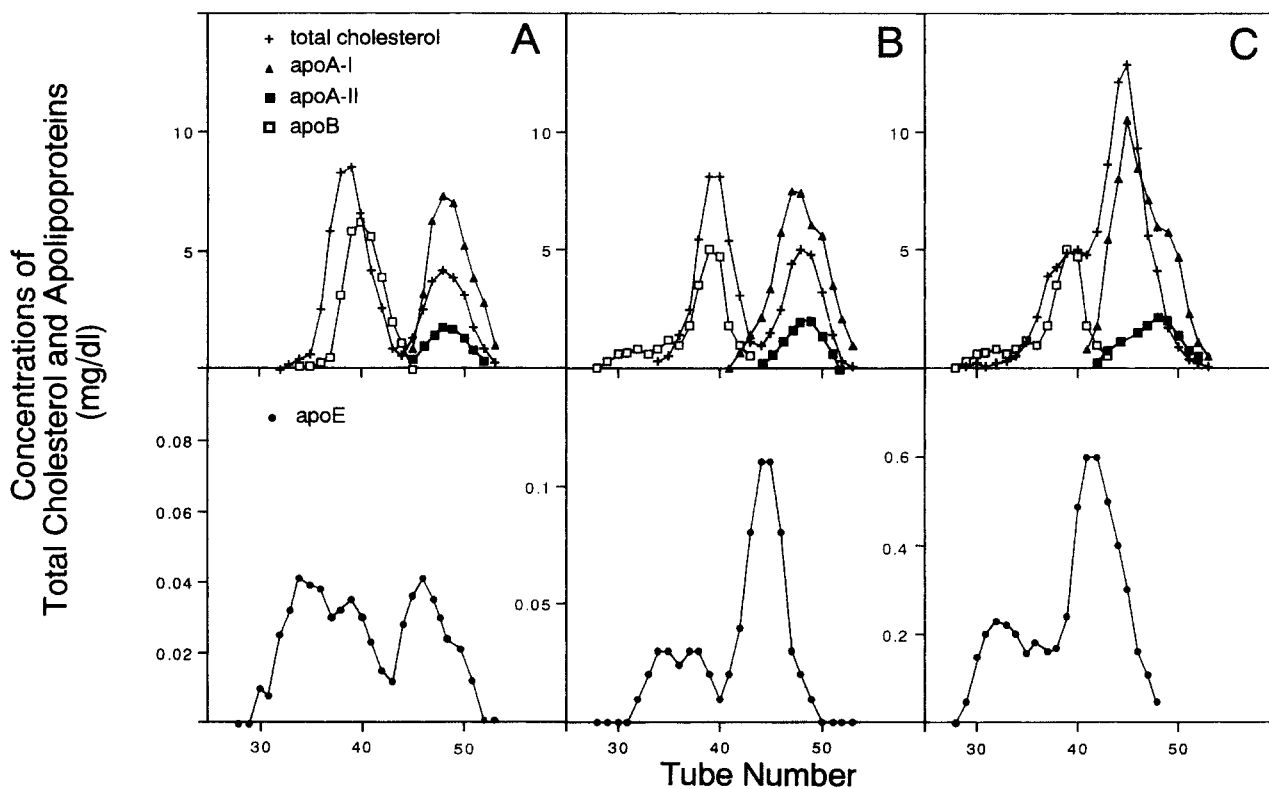 Concentrations of
Total Cholesterol and Apolipoproteins
(mg/dl)
A
total cholesterol
apoA-I
apoA-II
apoB
10
5
B
10
5
C
10
5
apoE
0.08
0.06
0.04
0.02
0.1
0.05
0.6
0.4
0.2
30 40 50
30 40 50
30 40 50
Tube Number